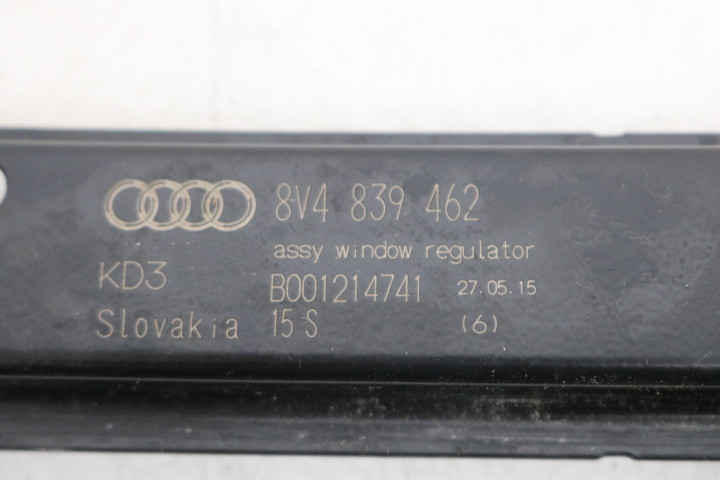 8V4 839 462
assy window regulator
KD3 B001214741 27.05.15
Slovakia 15 S (6)